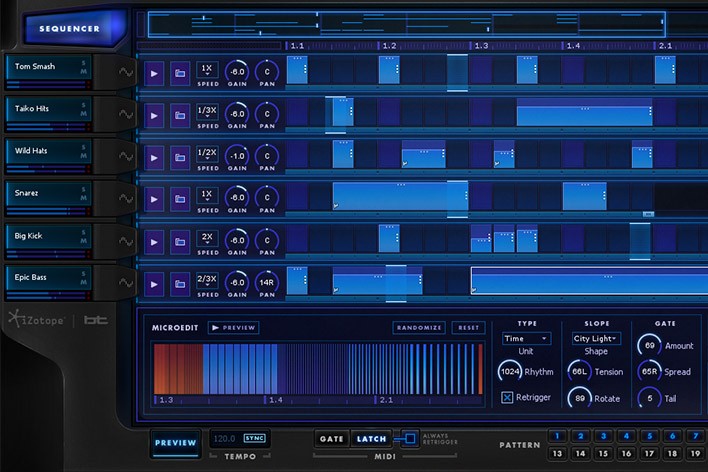 SEQUENCER
1.1 1.2 1.3 1.4 2.1
Tom Smash S M 1X SPEED -6.0 GAIN C PAN
Taiko Hits S M 1/3X SPEED -6.0 GAIN C PAN
Wild Hats S M 1/2X SPEED -1.0 GAIN C PAN
Snarez S M 1X SPEED -6.0 GAIN C PAN
Big Kick S M 2X SPEED -6.0 GAIN C PAN
Epic Bass S M 2/3X SPEED -6.0 GAIN 14R PAN
iZotope bt
MICROEDIT PREVIEW RANDOMIZE RESET
1.3 1.4 2.1
TYPE SLOPE GATE
Time City Light 69 Amount
Unit Shape
1024 Rhythm 66L Tension 65R Spread
Retrigger 89 Rotate 5 Tail
PREVIEW 120.0 SYNC GATE LATCH ALWAYS RETRIGGER
TEMPO MIDI
PATTERN 1 2 3 4 5 6 7
13 14 15 16 17 18 19